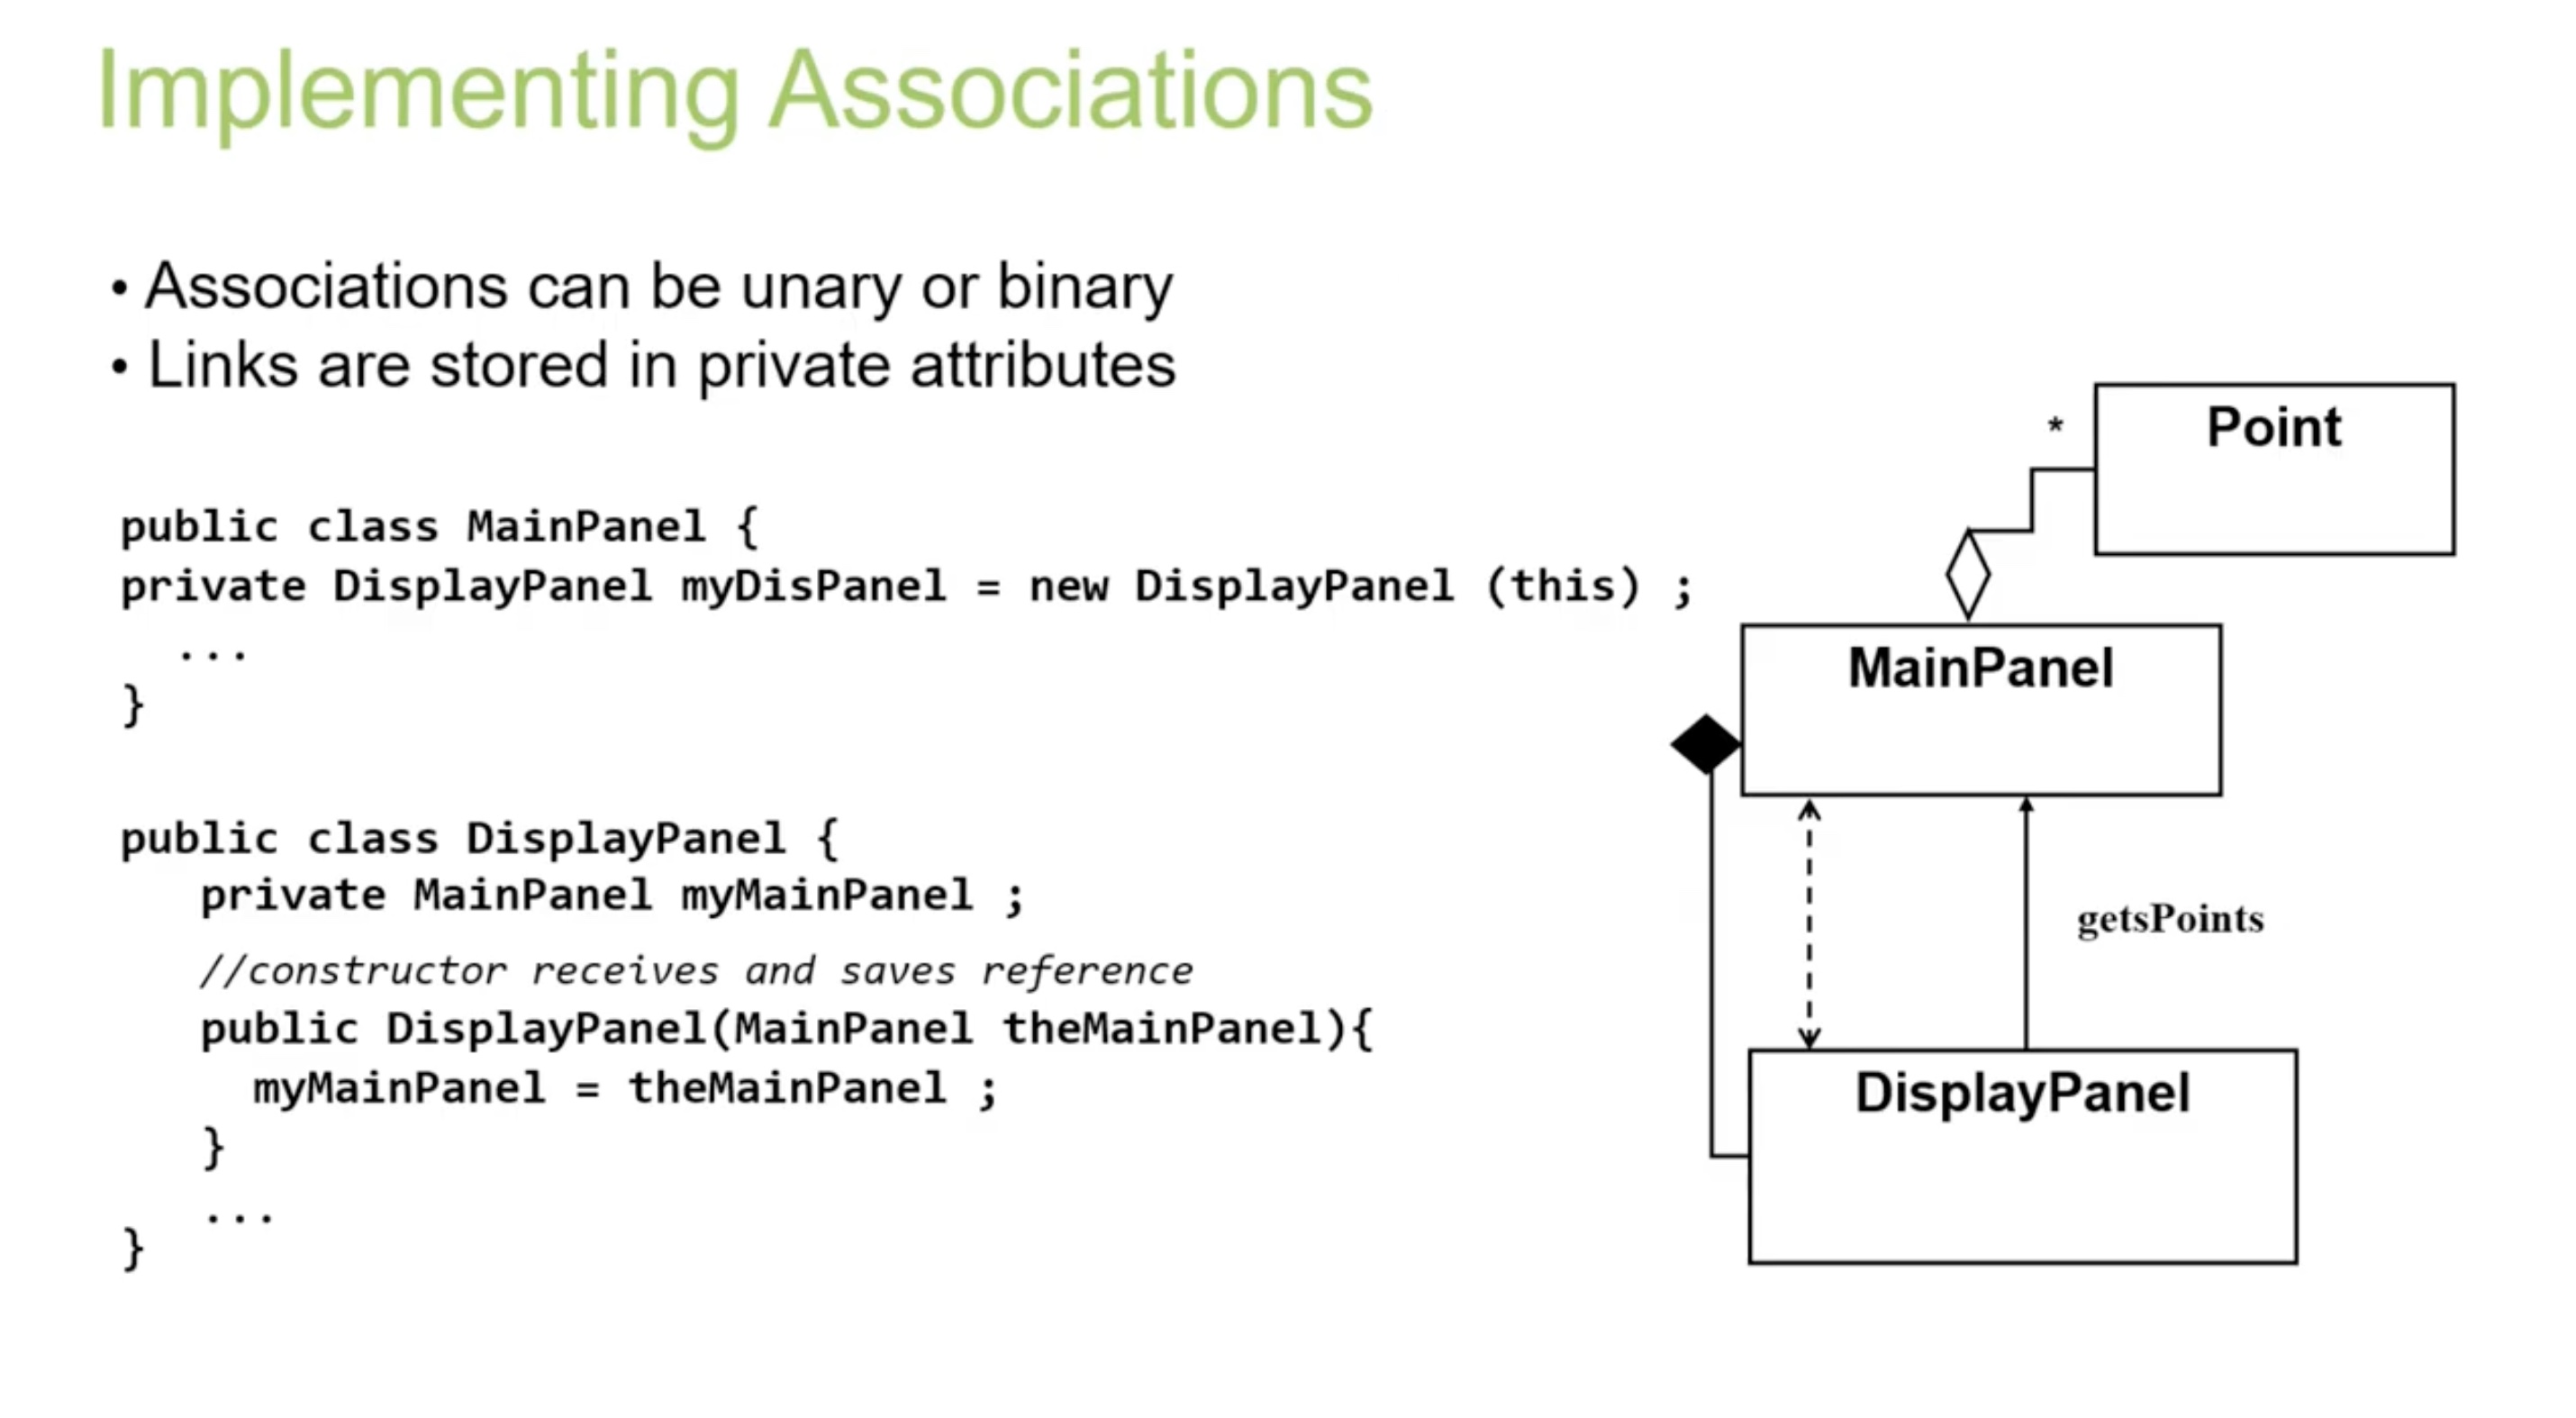 Implementing Associations
• Associations can be unary or binary
• Links are stored in private attributes
public class MainPanel {
private DisplayPanel myDisPanel = new DisplayPanel (this) ;
...
}
public class DisplayPanel {
private MainPanel myMainPanel ;
//constructor receives and saves reference
public DisplayPanel(MainPanel theMainPanel){
myMainPanel = theMainPanel ;
}
...
}
*
Point
MainPanel
getsPoints
DisplayPanel